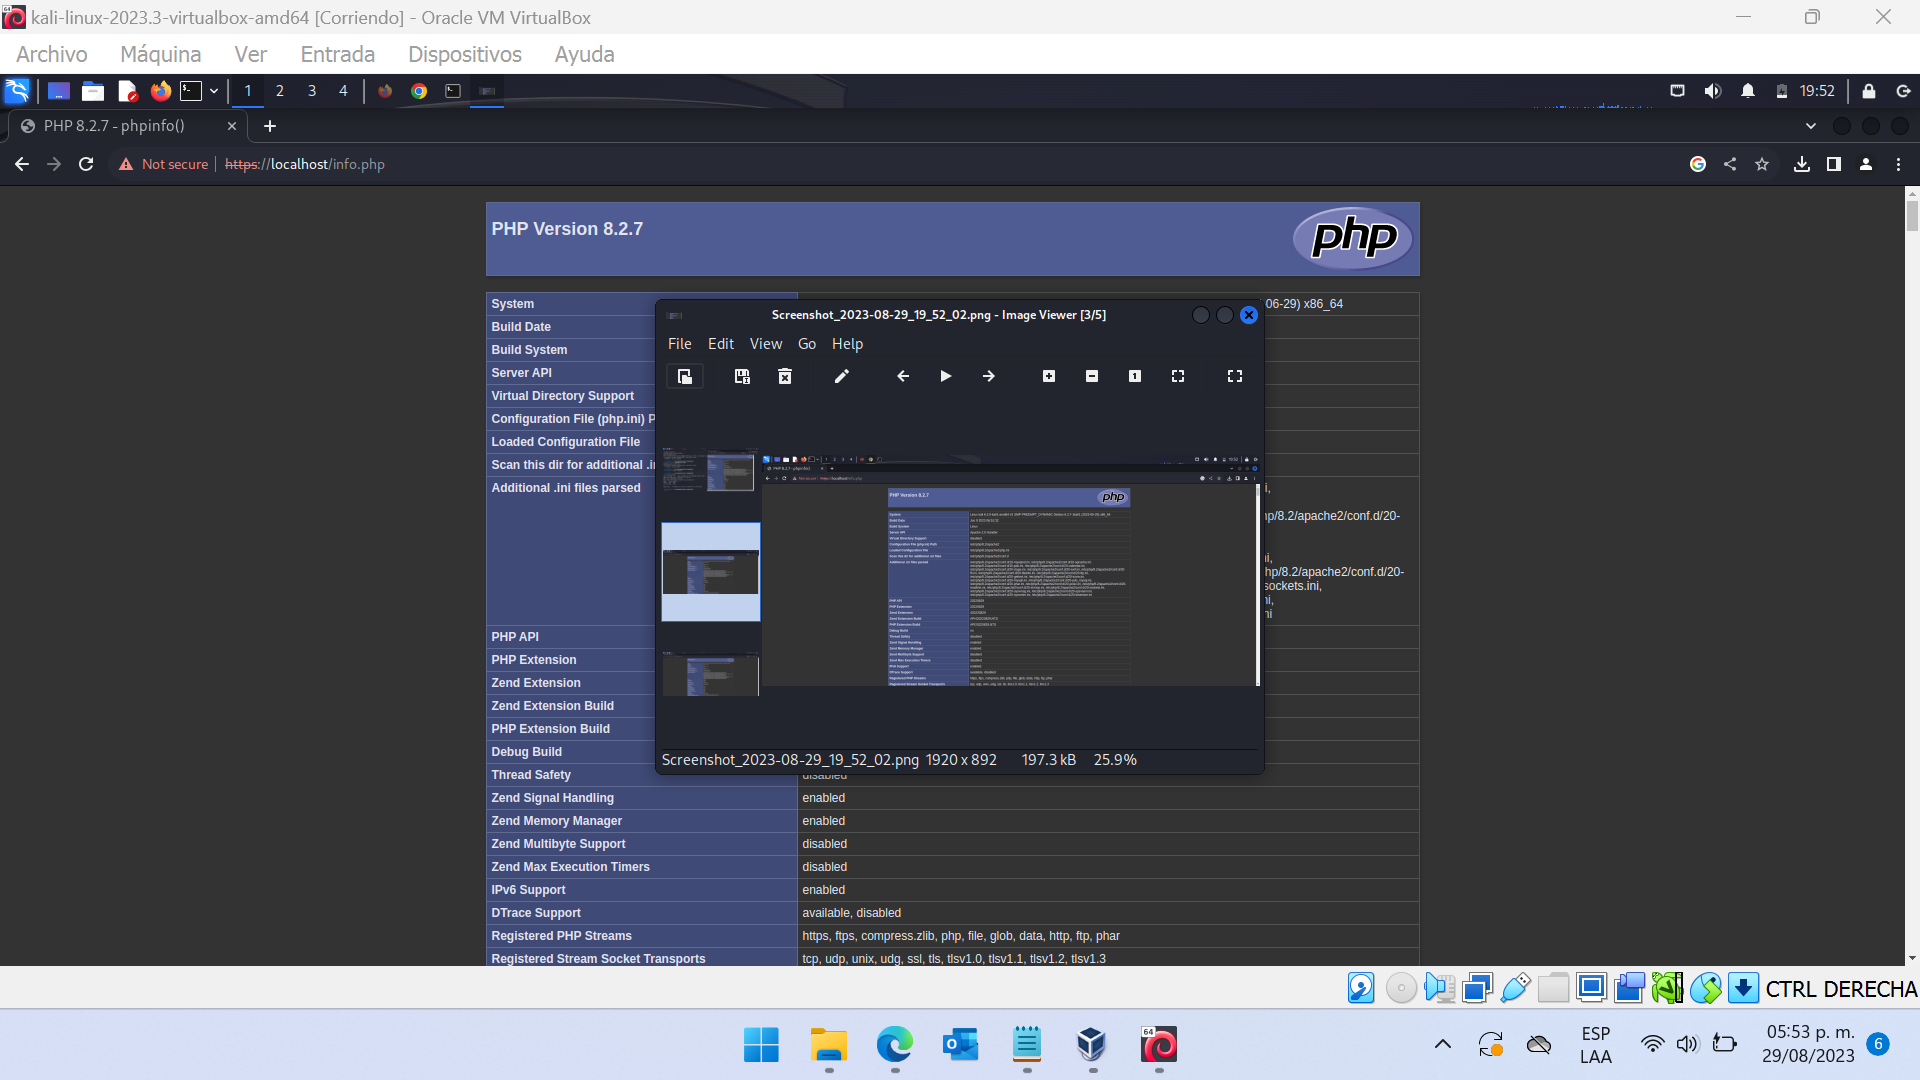 kali-linux-2023.3-virtualbox-amd64 [Corriendo] - Oracle VM VirtualBox
Archivo Máquina Ver Entrada Dispositivos Ayuda
1 2 3 4 19:52
PHP 8.2.7 - phpinfo()
Not secure https://localhost/info.php
PHP Version 8.2.7
php
System 06-29) x86_64
Build Date
Build System
Server API
Virtual Directory Support
Configuration File (php.ini) P
Loaded Configuration File
Scan this dir for additional .i
Additional .ini files parsed
hp/8.2/apache2/conf.d/20-
hp/8.2/apache2/conf.d/20-
sockets.ini,
Screenshot_2023-08-29_19_52_02.png - Image Viewer [3/5]
File Edit View Go Help
PHP Version 8.2.7
php
Screenshot_2023-08-29_19_52_02.png 1920 x 892 197.3 kB 25.9%
PHP API
PHP Extension
Zend Extension
Zend Extension Build
PHP Extension Build
Debug Build
Thread Safety disabled
Zend Signal Handling enabled
Zend Memory Manager enabled
Zend Multibyte Support disabled
Zend Max Execution Timers disabled
IPv6 Support enabled
DTrace Support available, disabled
Registered PHP Streams https, ftps, compress.zlib, php, file, glob, data, http, ftp, phar
Registered Stream Socket Transports tcp, udp, unix, udg, ssl, tls, tlsv1.0, tlsv1.1, tlsv1.2, tlsv1.3
CTRL DERECHA
64
ESP
LAA
05:53 p. m.
29/08/2023
6